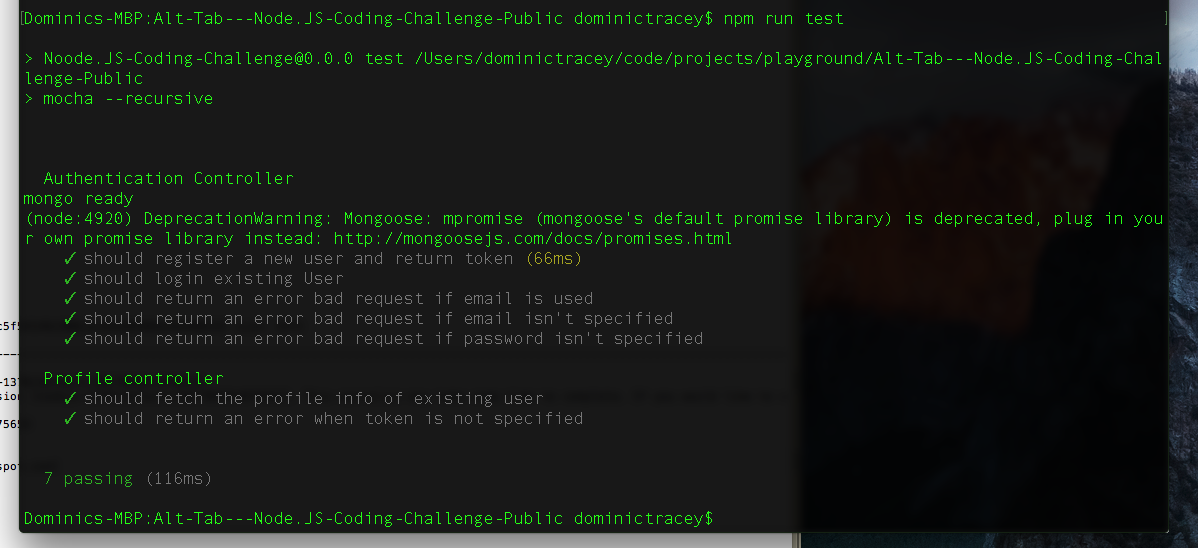 [Dominics-MBP:Alt-Tab---Node.JS-Coding-Challenge-Public dominictracey$ npm run test ]
> Noode.JS-Coding-Challenge@0.0.0 test /Users/dominictracey/code/projects/playground/Alt-Tab---Node.JS-Coding-Chal
lenge-Public
> mocha --recursive
Authentication Controller
mongo ready
(node:4920) DeprecationWarning: Mongoose: mpromise (mongoose's default promise library) is deprecated, plug in you
r own promise library instead: http://mongoosejs.com/docs/promises.html
✓ should register a new user and return token (66ms)
✓ should login existing User
✓ should return an error bad request if email is used
✓ should return an error bad request if email isn't specified
✓ should return an error bad request if password isn't specified
Profile controller
✓ should fetch the profile info of existing user
✓ should return an error when token is not specified
7 passing (116ms)
Dominics-MBP:Alt-Tab---Node.JS-Coding-Challenge-Public dominictracey$